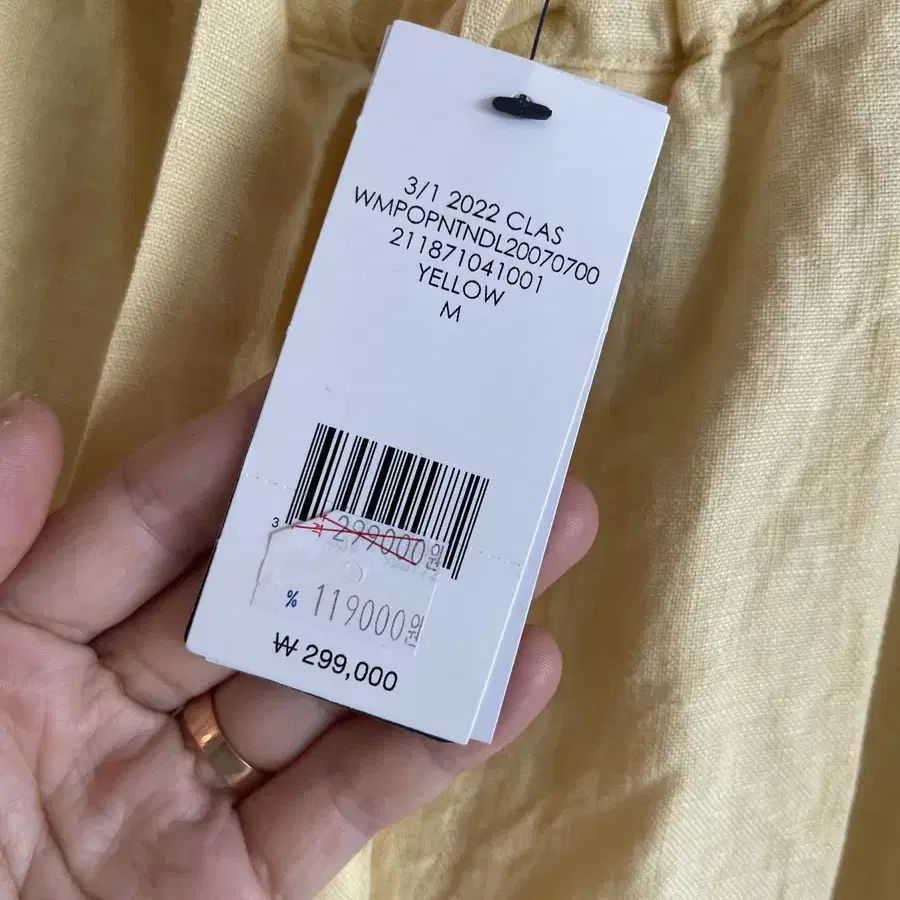 3/1 2022 CLAS
WMPOPNTNDL20070700
211871041001
YELLOW
M
3
299000원
% 119000원
₩ 299,000